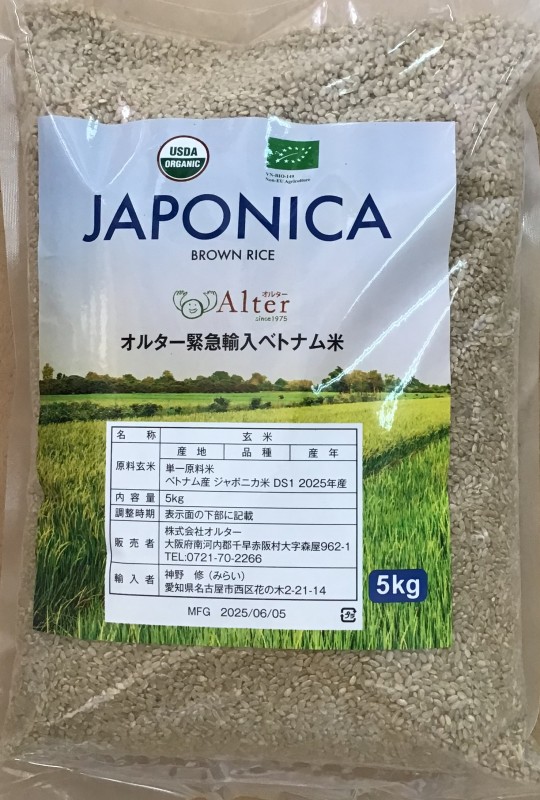 USDA
ORGANIC
VN-BIO-149
Non-EU Agriculture
JAPONICA
BROWN RICE
オルター
Alter
since1975
オルター緊急輸入ベトナム米
名 称 玄 米
原料玄米 産 地 品 種 産 年
単一原料米
ベトナム産 ジャポニカ米 DS1 2025年産
内 容 量 5kg
調整時期 表示面の下部に記載
販 売 者 株式会社オルター
大阪府南河内郡千早赤阪村大字森屋962-1
TEL:0721-70-2266
輸 入 者 神野 修(みらい)
愛知県名古屋市西区花の木2-21-14
5kg
MFG 2025/06/05
プラ